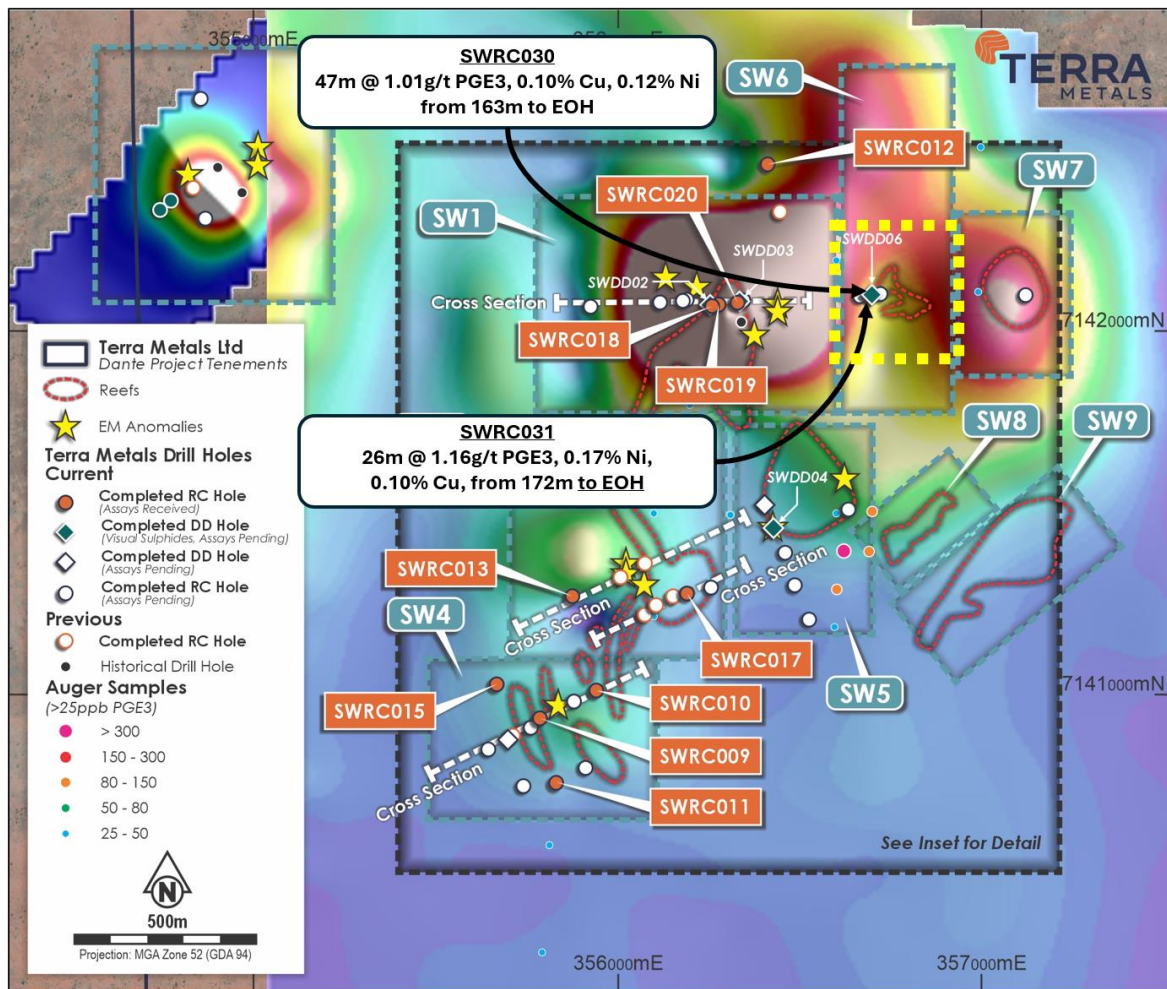 355000mE
SWRC030
47m @ 1.01g/t PGE3, 0.10% Cu, 0.12% Ni
from 163m to EOH
TERRA
METALS
SW6
SWRC012
SW7
SWRC020
SW1
SWDD03
SWDD06
SWDD02
Cross Section
7142000mN
SWRC018
SWRC019
SWRC031
26m @ 1.16g/t PGE3, 0.17% Ni,
0.10% Cu, from 172m to EOH
SW8
SW9
SWDD04
SWRC013
Cross Section
Cross Section
SW4
SWRC017
SW5
7141000mN
SWRC015
SWRC010
SWRC009
Cross Section
SWRC011
See Inset for Detail
356000mE
357000mE
Terra Metals Ltd
Dante Project Tenements
Reefs
EM Anomalies
Terra Metals Drill Holes
Current
Completed RC Hole
(Assays Received)
Completed DD Hole
(Visual Sulphides, Assays Pending)
Completed DD Hole
(Assays Pending)
Completed RC Hole
(Assays Pending)
Previous
Completed RC Hole
Historical Drill Hole
Auger Samples
(>25ppb PGE3)
> 300
150 - 300
80 - 150
50 - 80
25 - 50
N
500m
Projection: MGA Zone 52 (GDA 94)